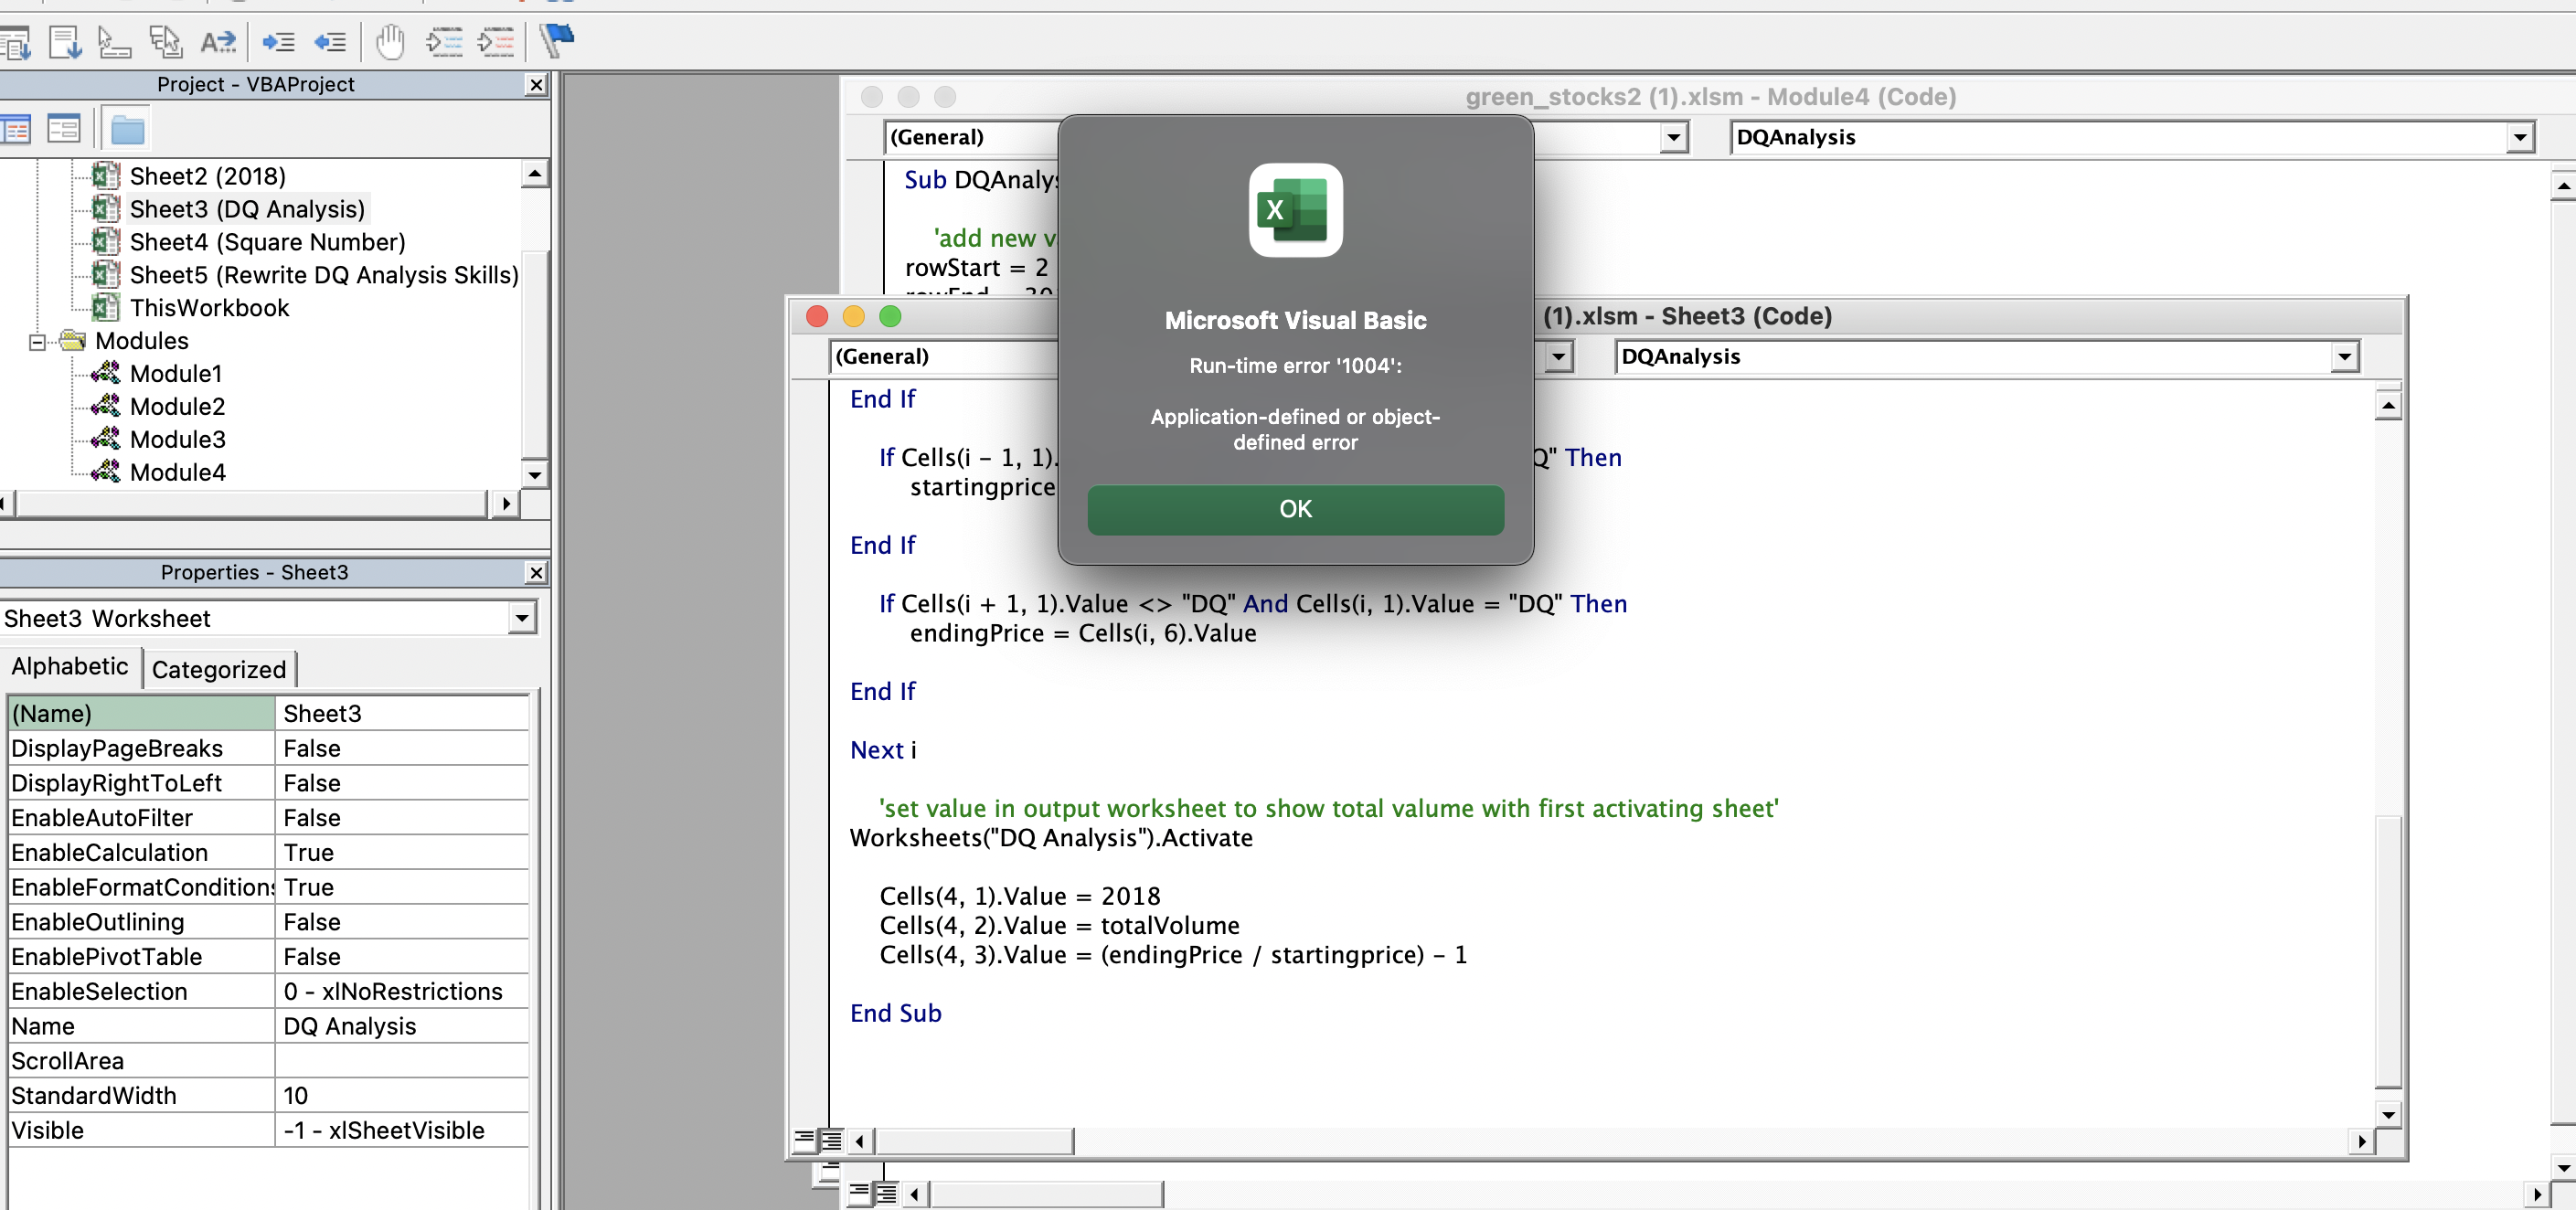 Project - VBAProject
Sheet2 (2018)
Sheet3 (DQ Analysis)
Sheet4 (Square Number)
Sheet5 (Rewrite DQ Analysis Skills)
ThisWorkbook
Modules
Module1
Module2
Module3
Module4
Properties - Sheet3
Sheet3 Worksheet
Alphabetic
Categorized
(Name) Sheet3
DisplayPageBreaks False
DisplayRightToLeft False
EnableAutoFilter False
EnableCalculation True
EnableFormatConditions True
EnableOutlining False
EnablePivotTable False
EnableSelection 0 - xlNoRestrictions
Name DQ Analysis
ScrollArea
StandardWidth 10
Visible -1 - xlSheetVisible
green_stocks2 (1).xlsm - Module4 (Code)
(General) DQAnalysis
Sub DQAnalys
'add new v
rowStart = 2
(1).xlsm - Sheet3 (Code)
(General) DQAnalysis
End If
If Cells(i - 1, 1). Q" Then
startingprice
End If
If Cells(i + 1, 1).Value <> "DQ" And Cells(i, 1).Value = "DQ" Then
endingPrice = Cells(i, 6).Value
End If
Next i
'set value in output worksheet to show total valume with first activating sheet'
Worksheets("DQ Analysis").Activate
Cells(4, 1).Value = 2018
Cells(4, 2).Value = totalVolume
Cells(4, 3).Value = (endingPrice / startingprice) - 1
End Sub
X
Microsoft Visual Basic
Run-time error '1004':
Application-defined or object-
defined error
OK